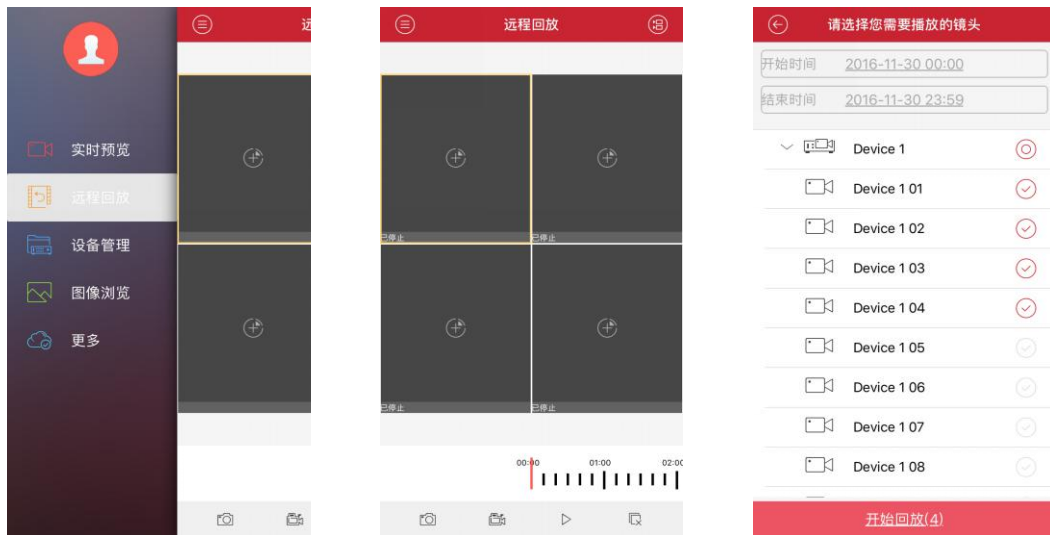 远
实时预览
远程回放
设备管理
图像浏览
更多
远程回放
已停止
已停止
已停止
已停止
00:00 01:00 02:00
请选择您需要播放的镜头
开始时间 2016-11-30 00:00
结束时间 2016-11-30 23:59
Device 1
Device 1 01
Device 1 02
Device 1 03
Device 1 04
Device 1 05
Device 1 06
Device 1 07
Device 1 08
开始回放(4)